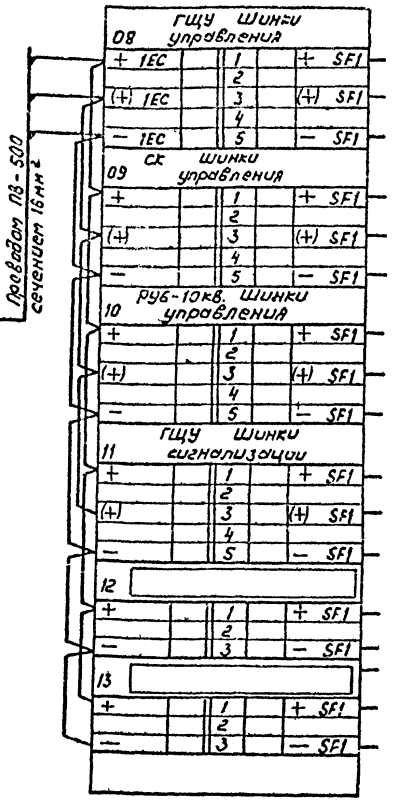 Проводом ПВ-500
сечением 16мм²
08 ГЩУ Шинки
управления
+ 1ЕС 1 + SF1
2
(+) 1ЕС 3 (+) SF1
4
− 1ЕС 5 − SF1
09 СК шинки
управления
+ 1 + SF1
2
(+) 3 (+) SF1
4
− 5 − SF1
10 РУ6-10кв. Шинки
управления
+ 1 + SF1
2
(+) 3 (+) SF1
4
− 5 − SF1
11 ГЩУ Шинки
сигнализации
+ 1 + SF1
2
(+) 3 (+) SF1
4
− 5 − SF1
12
+ 1 + SF1
2
− 3 − SF1
13
+ 1 + SF1
2
− 3 − SF1